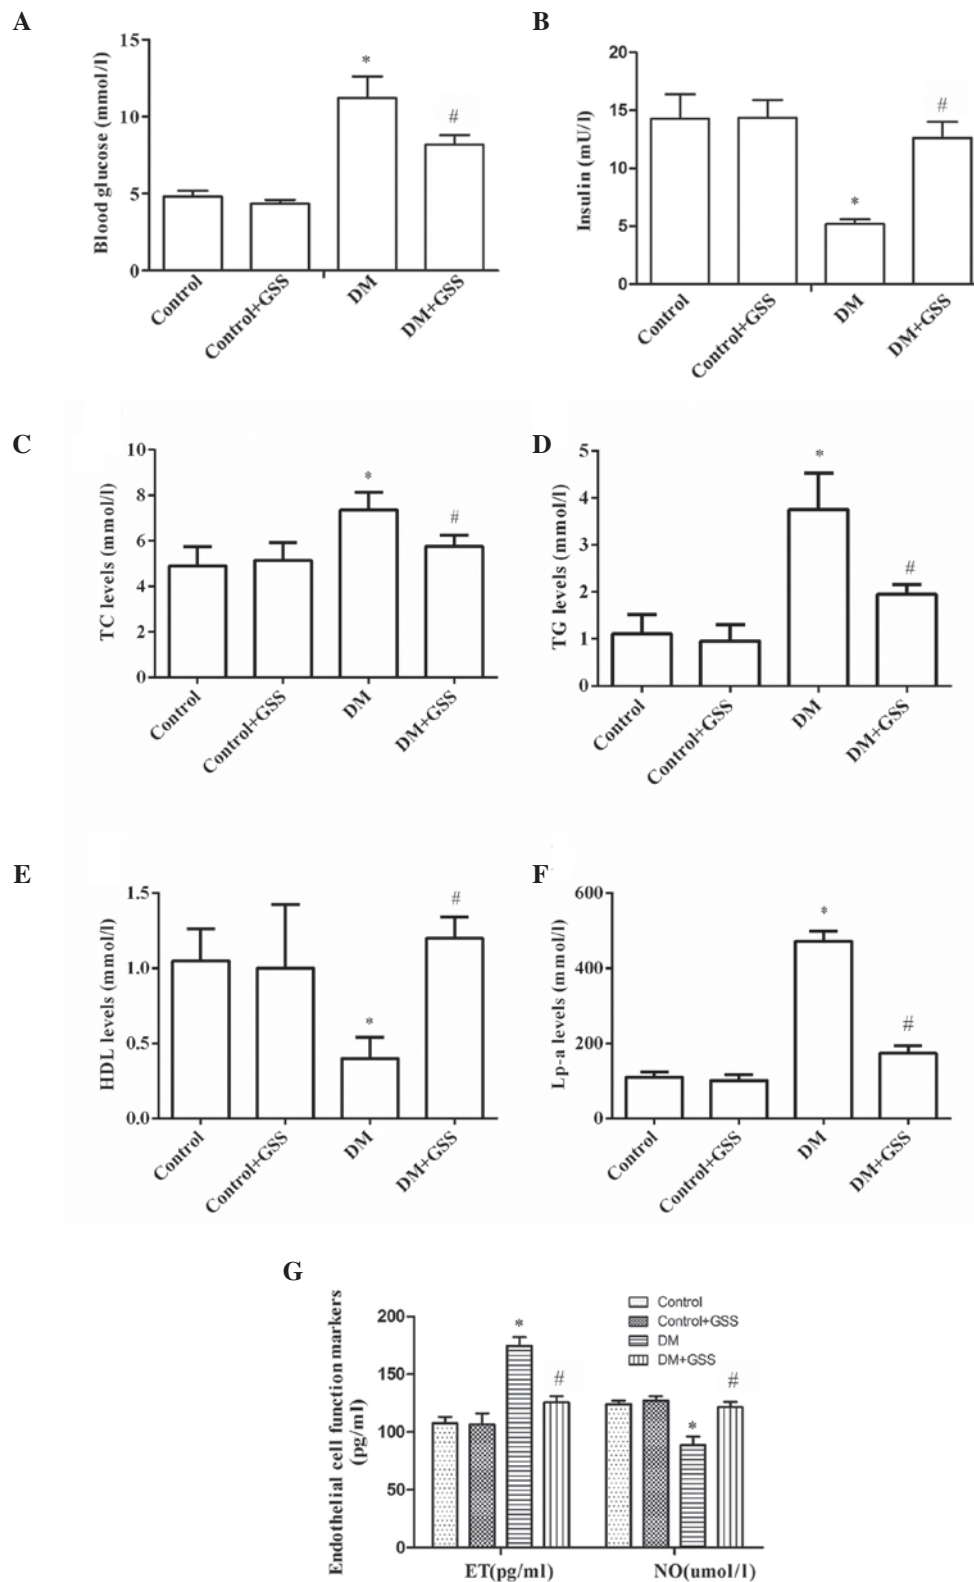 A
Blood glucose (mmol/l)
15
10
5
0
*
#
Control
Control+GSS
DM
DM+GSS
B
Insulin (mU/l)
20
15
10
5
0
*
#
Control
Control+GSS
DM
DM+GSS
C
TC levels (mmol/l)
10
8
6
4
2
0
*
#
Control
Control+GSS
DM
DM+GSS
D
TG levels (mmol/l)
5
4
3
2
1
0
*
#
Control
Control+GSS
DM
DM+GSS
E
HDL levels (mmol/l)
1.5
1.0
0.5
0.0
*
#
Control
Control+GSS
DM
DM+GSS
F
Lp-a levels (mmol/l)
600
400
200
0
*
#
Control
Control+GSS
DM
DM+GSS
G
Endothelial cell function markers
(pg/ml)
200
150
100
50
0
*
#
*
#
Control
Control+GSS
DM
DM+GSS
ET(pg/ml)
NO(umol/l)